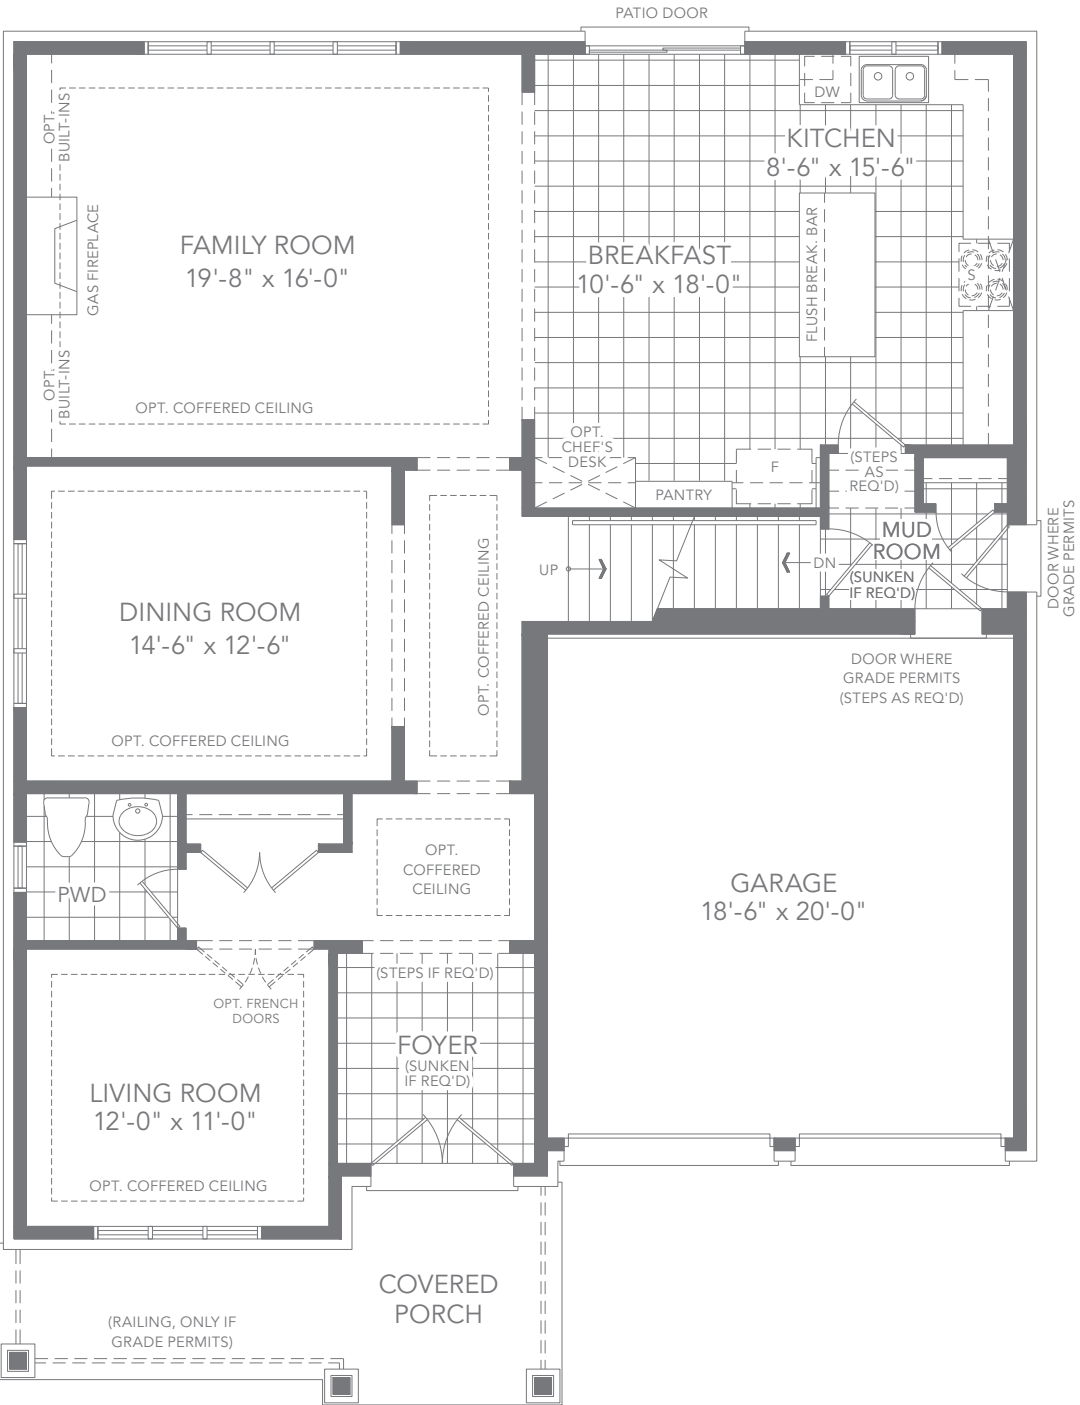 PATIO DOOR
DW
KITCHEN
8'-6" x 15'-6"
OPT.
BUILT-INS
GAS FIREPLACE
FAMILY ROOM
19'-8" x 16'-0"
BREAKFAST
10'-6" x 18'-0"
FLUSH BREAK. BAR
S
OPT.
BUILT-INS
OPT. COFFERED CEILING
OPT.
CHEF'S
DESK
PANTRY
F
(STEPS
AS
REQ'D)
MUD
ROOM
(SUNKEN
IF REQ'D)
DOOR WHERE
GRADE PERMITS
UP
DN
OPT. COFFERED CEILING
DINING ROOM
14'-6" x 12'-6"
OPT. COFFERED CEILING
DOOR WHERE
GRADE PERMITS
(STEPS AS REQ'D)
OPT.
COFFERED
CEILING
PWD
GARAGE
18'-6" x 20'-0"
(STEPS IF REQ'D)
OPT. FRENCH
DOORS
FOYER
(SUNKEN
IF REQ'D)
LIVING ROOM
12'-0" x 11'-0"
OPT. COFFERED CEILING
COVERED
PORCH
(RAILING, ONLY IF
GRADE PERMITS)